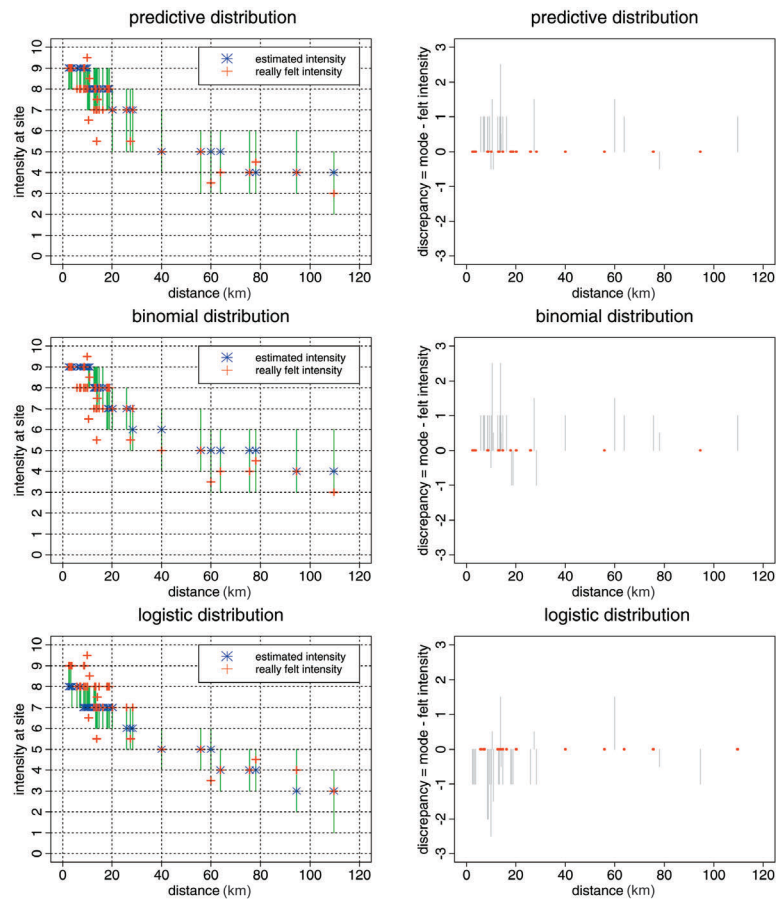 predictive distribution
intensity at site
10
9
8
7
6
5
4
3
2
1
0
estimated intensity
really felt intensity
0 20 40 60 80 100 120
distance (km)
predictive distribution
discrepancy = mode - felt intensity
3
2
1
0
-1
-2
-3
0 20 40 60 80 100 120
distance (km)
binomial distribution
intensity at site
10
9
8
7
6
5
4
3
2
1
0
estimated intensity
really felt intensity
0 20 40 60 80 100 120
distance (km)
binomial distribution
discrepancy = mode - felt intensity
3
2
1
0
-1
-2
-3
0 20 40 60 80 100 120
distance (km)
logistic distribution
intensity at site
10
9
8
7
6
5
4
3
2
1
0
estimated intensity
really felt intensity
0 20 40 60 80 100 120
distance (km)
logistic distribution
discrepancy = mode - felt intensity
3
2
1
0
-1
-2
-3
0 20 40 60 80 100 120
distance (km)